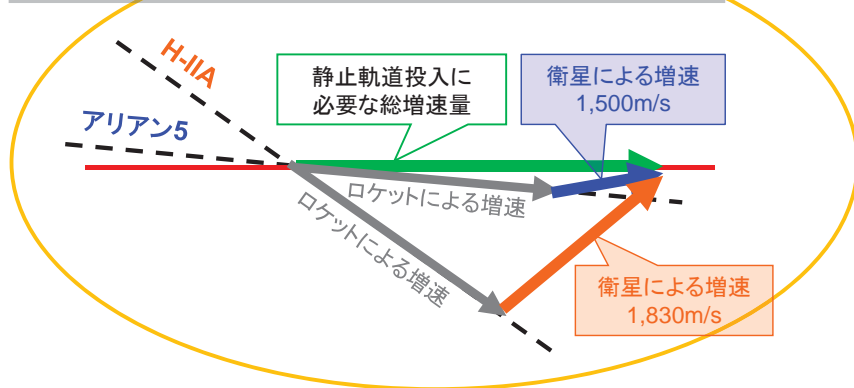 H-IIA
アリアン5
静止軌道投入に
必要な総増速量
衛星による増速
1,500m/s
ロケットによる増速
ロケットによる増速
衛星による増速
1,830m/s